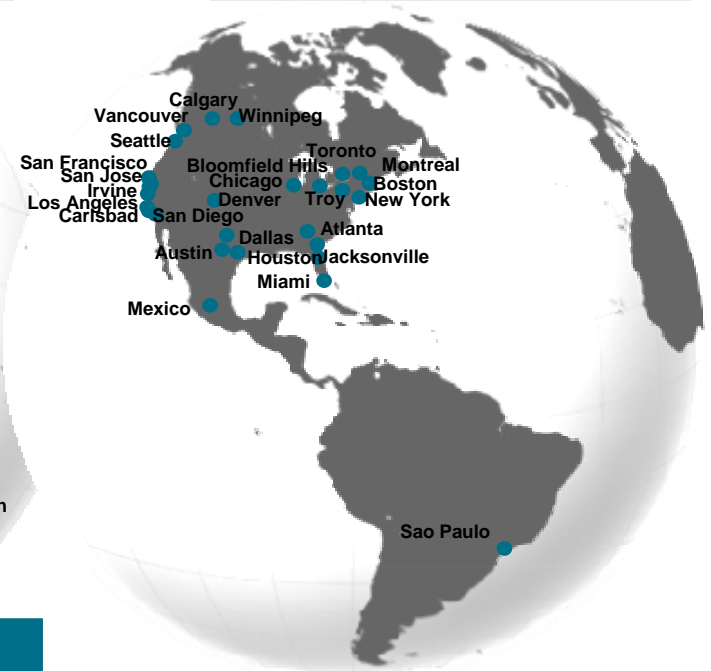 Calgary
Vancouver
Winnipeg
Seattle
Toronto
San Francisco
Bloomfield Hills
Montreal
San Jose
Chicago
Boston
Irvine
Denver
Troy
New York
Los Angeles
Carlsbad
San Diego
Atlanta
Dallas
Austin
Houston
Jacksonville
Miami
Mexico
n
Sao Paulo